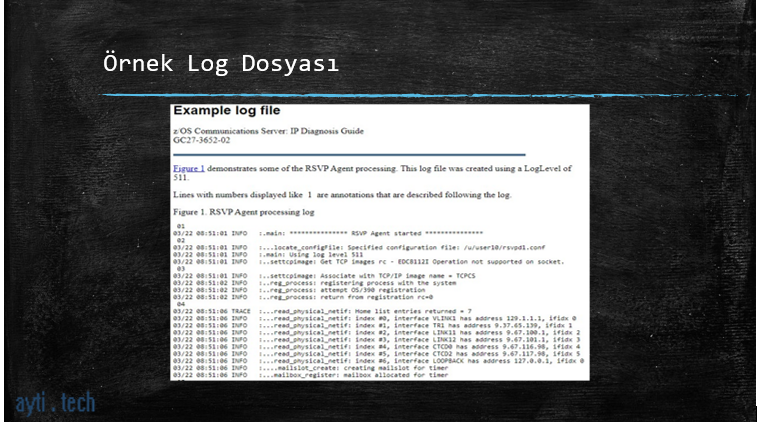 Örnek Log Dosyası
Example log file
z/OS Communications Server: IP Diagnosis Guide
GC27-3652-02
Figure 1 demonstrates some of the RSVP Agent processing. This log file was created using a LogLevel of
511.
Lines with numbers displayed like 1 are annotations that are described following the log.
Figure 1. RSVP Agent processing log
01
03/22 08:51:01 INFO :.main: *************** RSVP Agent started ***************
02
03/22 08:51:01 INFO :...locate_configFile: Specified configuration file: /u/user10/rsvpd1.conf
03/22 08:51:01 INFO :.main: Using log level 511
03/22 08:51:01 INFO :..settcpimage: Get TCP images rc - EDC8112I Operation not supported on socket.
03
03/22 08:51:01 INFO :..settcpimage: Associate with TCP/IP image name = TCPCS
03/22 08:51:02 INFO :..reg_process: registering process with the system
03/22 08:51:02 INFO :..reg_process: attempt OS/390 registration
03/22 08:51:02 INFO :..reg_process: return from registration rc=0
04
03/22 08:51:06 TRACE :...read_physical_netif: Home list entries returned = 7
03/22 08:51:06 INFO :...read_physical_netif: index #0, interface VLINK1 has address 129.1.1.1, ifidx 0
03/22 08:51:06 INFO :...read_physical_netif: index #1, interface TR1 has address 9.37.65.139, ifidx 1
03/22 08:51:06 INFO :...read_physical_netif: index #2, interface LINK11 has address 9.67.100.1, ifidx 2
03/22 08:51:06 INFO :...read_physical_netif: index #3, interface LINK12 has address 9.67.101.1, ifidx 3
03/22 08:51:06 INFO :...read_physical_netif: index #4, interface CTCD0 has address 9.67.116.98, ifidx 4
03/22 08:51:06 INFO :...read_physical_netif: index #5, interface CTCD2 has address 9.67.117.98, ifidx 5
03/22 08:51:06 INFO :...read_physical_netif: index #6, interface LOOPBACK has address 127.0.0.1, ifidx 0
03/22 08:51:06 INFO :....mailslot_create: creating mailslot for timer
03/22 08:51:06 INFO :...mailbox_register: mailbox allocated for timer
ayti.tech